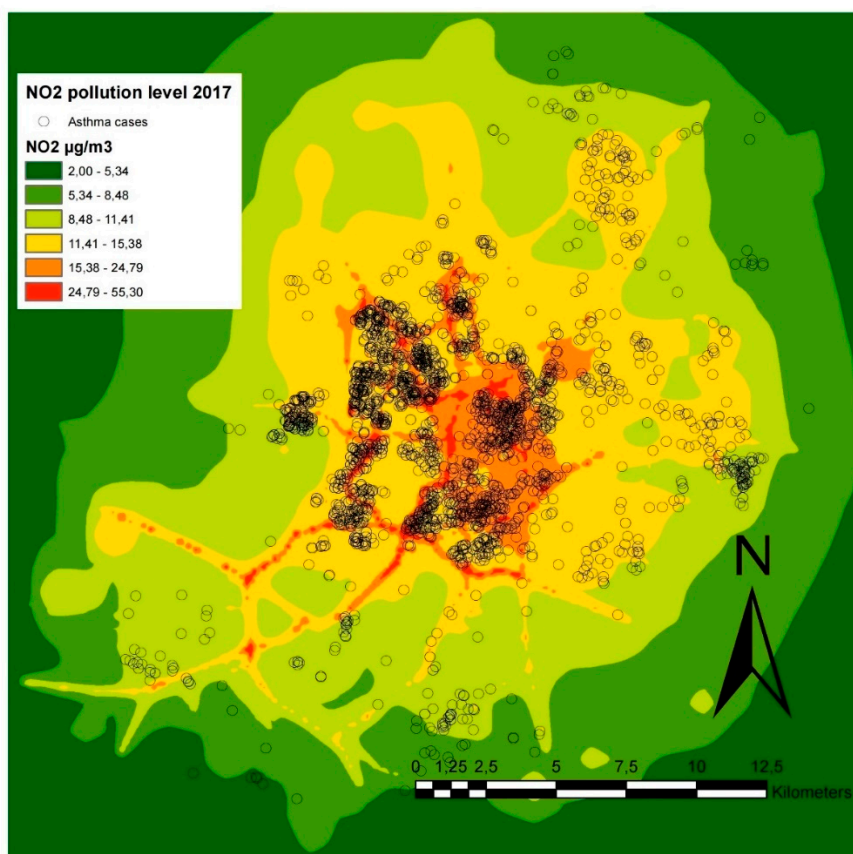 NO2 pollution level 2017
Asthma cases
NO2 µg/m3
2,00 - 5,34
5,34 - 8,48
8,48 - 11,41
11,41 - 15,38
15,38 - 24,79
24,79 - 55,30
N
0 1,25 2,5 5 7,5 10 12,5
Kilometers